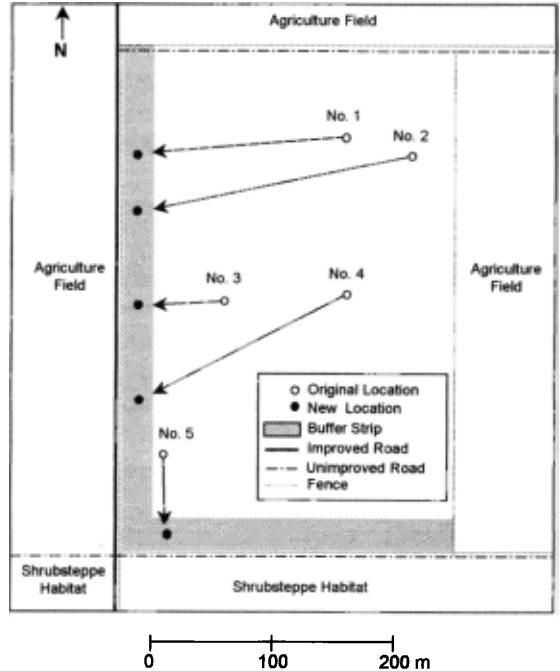 Agriculture Field
N
No. 1
No. 2
Agriculture
Field
No. 3
No. 4
Agriculture
Field
No. 5
Original Location
New Location
Buffer Strip
Improved Road
Unimproved Road
Fence
Shrubsteppe
Habitat
Shrubsteppe Habitat
0 100 200 m